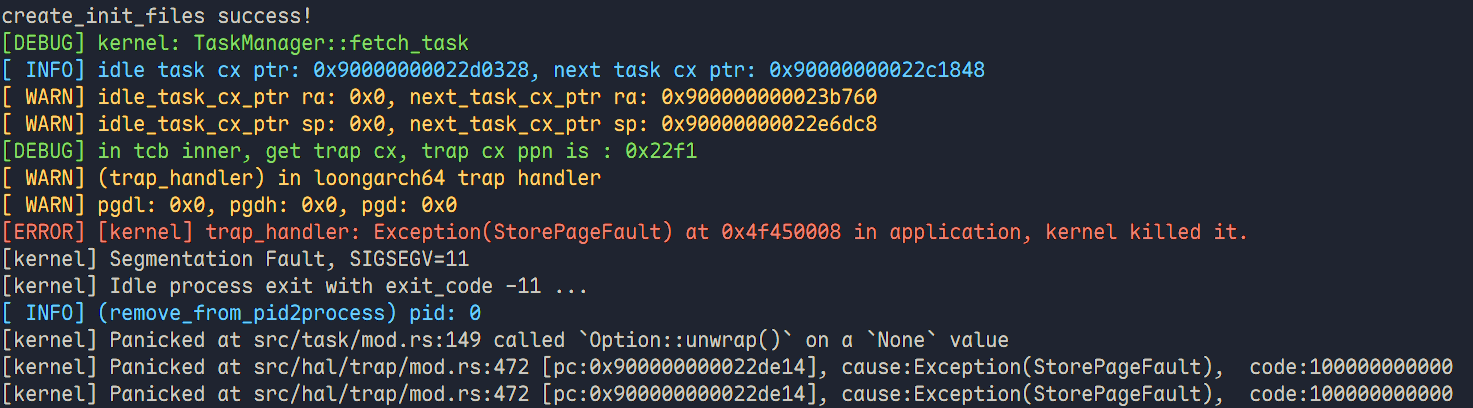 create_init_files success!
[DEBUG] kernel: TaskManager::fetch_task
[ INFO] idle task cx ptr: 0x90000000022d0328, next task cx ptr: 0x90000000022c1848
[ WARN] idle_task_cx_ptr ra: 0x0, next_task_cx_ptr ra: 0x900000000023b760
[ WARN] idle_task_cx_ptr sp: 0x0, next_task_cx_ptr sp: 0x90000000022e6dc8
[DEBUG] in tcb inner, get trap cx, trap cx ppn is : 0x22f1
[ WARN] (trap_handler) in loongarch64 trap handler
[ WARN] pgdl: 0x0, pgdh: 0x0, pgd: 0x0
[ERROR] [kernel] trap_handler: Exception(StorePageFault) at 0x4f450008 in application, kernel killed it.
[kernel] Segmentation Fault, SIGSEGV=11
[kernel] Idle process exit with exit_code -11 ...
[ INFO] (remove_from_pid2process) pid: 0
[kernel] Panicked at src/task/mod.rs:149 called `Option::unwrap()` on a `None` value
[kernel] Panicked at src/hal/trap/mod.rs:472 [pc:0x900000000022de14], cause:Exception(StorePageFault),  code:100000000000
[kernel] Panicked at src/hal/trap/mod.rs:472 [pc:0x900000000022de14], cause:Exception(StorePageFault),  code:100000000000